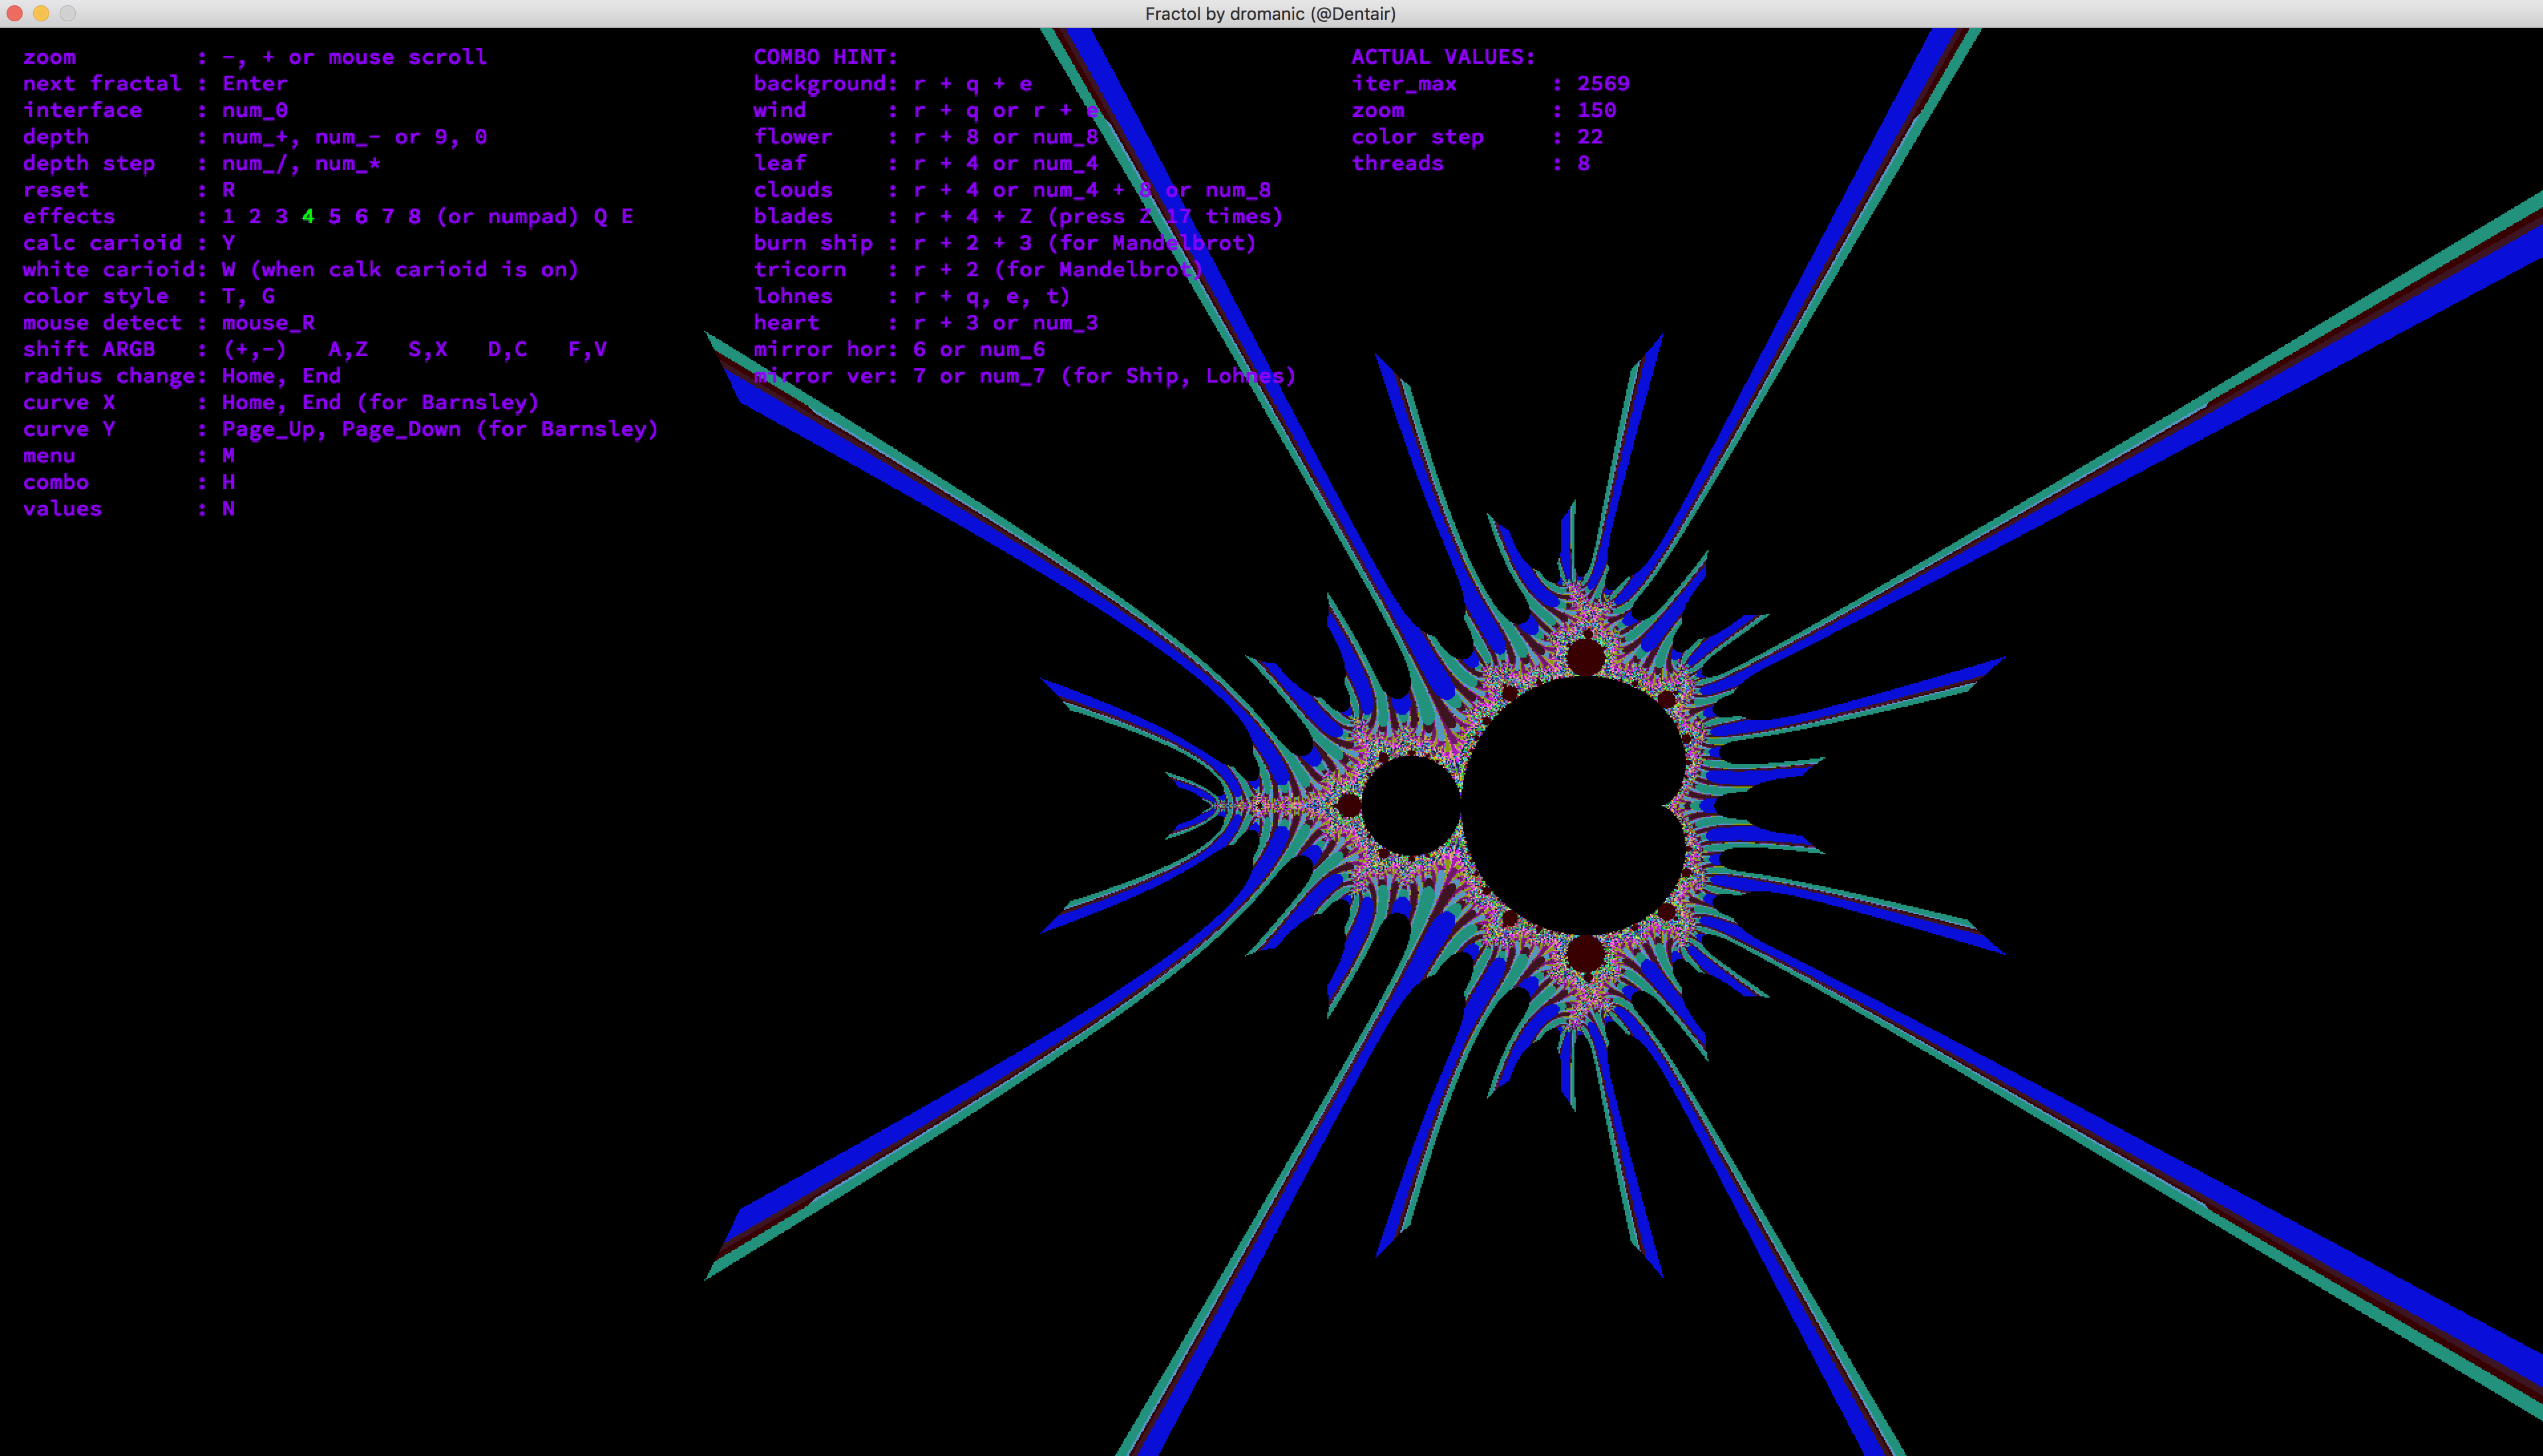 Fractol by dromanic (@Dentair)
zoom : -, + or mouse scroll
next fractal : Enter
interface : num_0
depth : num_+, num_- or 9, 0
depth step : num_/, num_*
reset : R
effects : 1 2 3 4 5 6 7 8 (or numpad) Q E
calc carioid : Y
white carioid: W (when calk carioid is on)
color style : T, G
mouse detect : mouse_R
shift ARGB : (+,-) A,Z S,X D,C F,V
radius change: Home, End
curve X : Home, End (for Barnsley)
curve Y : Page_Up, Page_Down (for Barnsley)
menu : M
combo : H
values : N
COMBO HINT:
background: r + q + e
wind : r + q or r + e
flower : r + 8 or num_8
leaf : r + 4 or num_4
clouds : r + 4 or num_4 + 8 or num_8
blades : r + 4 + Z (press Z 17 times)
burn ship : r + 2 + 3 (for Mandelbrot)
tricorn : r + 2 (for Mandelbrot)
lohnes : r + q, e, t)
heart : r + 3 or num_3
mirror hor: 6 or num_6
mirror ver: 7 or num_7 (for Ship, Lohnes)
ACTUAL VALUES:
iter_max : 2569
zoom : 150
color step : 22
threads : 8